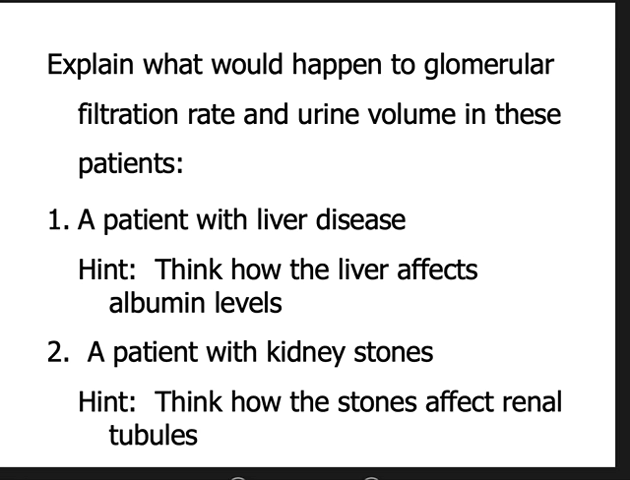 Explain what would happen to glomerular
filtration rate and urine volume in these
patients:
1. A patient with liver disease
Hint: Think how the liver affects
albumin levels
2. A patient with kidney stones
Hint: Think how the stones affect renal
tubules